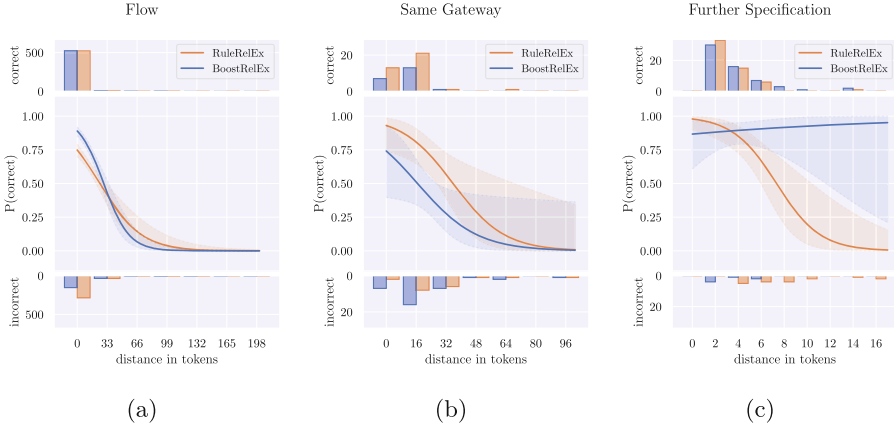 Flow
Same Gateway
Further Specification
correct
500
0
RuleRelEx
BoostRelEx
correct
20
0
RuleRelEx
BoostRelEx
correct
20
0
RuleRelEx
BoostRelEx
P(correct)
1.00
0.75
0.50
0.25
0.00
P(correct)
1.00
0.75
0.50
0.25
0.00
P(correct)
1.00
0.75
0.50
0.25
0.00
incorrect
0
500
incorrect
0
20
incorrect
0
20
0 33 66 99 132 165 198
0 16 32 48 64 80 96
0 2 4 6 8 10 12 14 16
distance in tokens
distance in tokens
distance in tokens
(a)
(b)
(c)